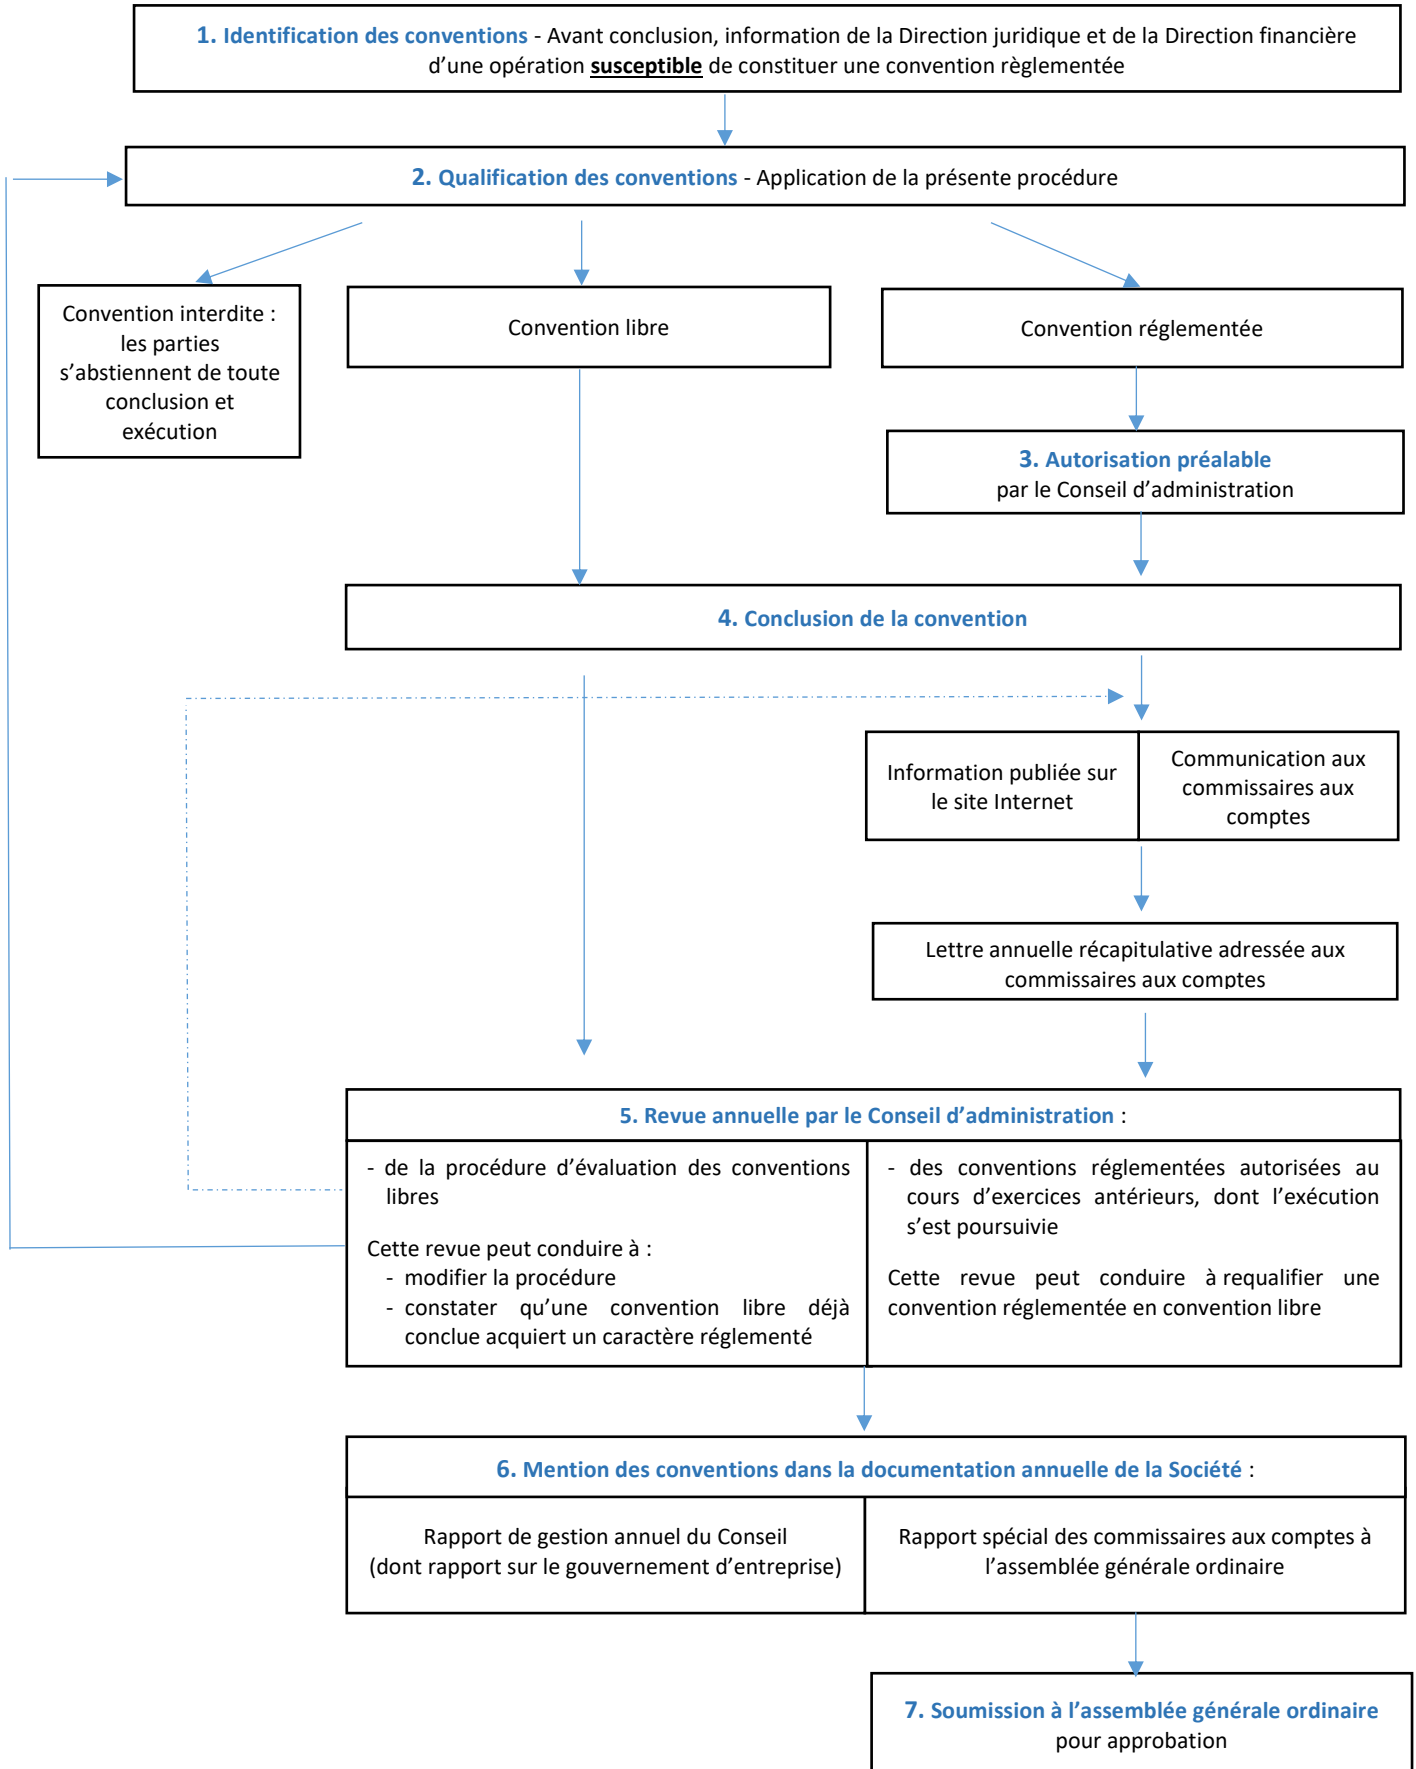 1. Identification des conventions - Avant conclusion, information de la Direction juridique et de la Direction financière
d’une opération susceptible de constituer une convention règlementée
2. Qualification des conventions - Application de la présente procédure
Convention interdite :
les parties
s’abstiennent de toute
conclusion et
exécution
Convention libre
Convention réglementée
3. Autorisation préalable
par le Conseil d’administration
4. Conclusion de la convention
Information publiée sur
le site Internet
Communication aux
commissaires aux
comptes
Lettre annuelle récapitulative adressée aux
commissaires aux comptes
5. Revue annuelle par le Conseil d’administration :
- de la procédure d’évaluation des conventions
libres
Cette revue peut conduire à :
- modifier la procédure
- constater qu’une convention libre déjà
conclue acquiert un caractère réglementé
- des conventions réglementées autorisées au
cours d’exercices antérieurs, dont l’exécution
s’est poursuivie
Cette revue peut conduire à requalifier une
convention réglementée en convention libre
6. Mention des conventions dans la documentation annuelle de la Société :
Rapport de gestion annuel du Conseil
(dont rapport sur le gouvernement d’entreprise)
Rapport spécial des commissaires aux comptes à
l’assemblée générale ordinaire
7. Soumission à l’assemblée générale ordinaire
pour approbation